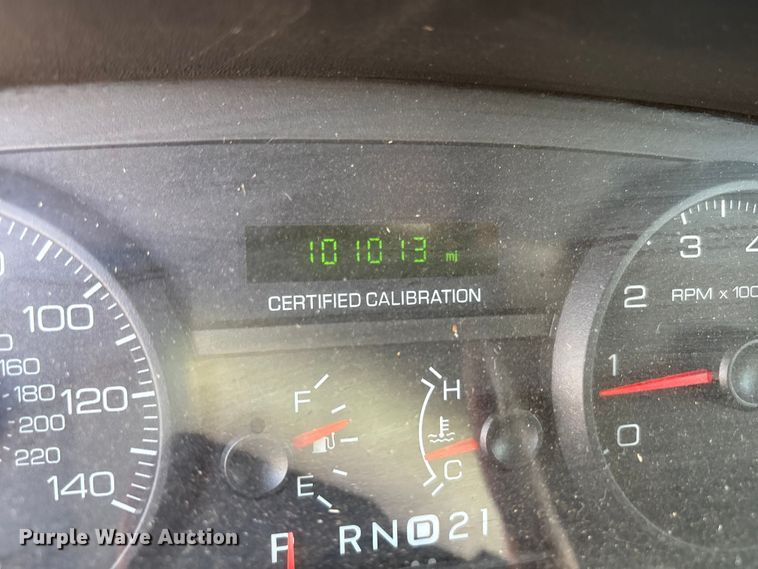 101013 mi
CERTIFIED CALIBRATION
100
120
140
160
180
200
220
F
E
H
C
3
2
RPM x 100
1
0
P R N D 2 1
Purple Wave Auction